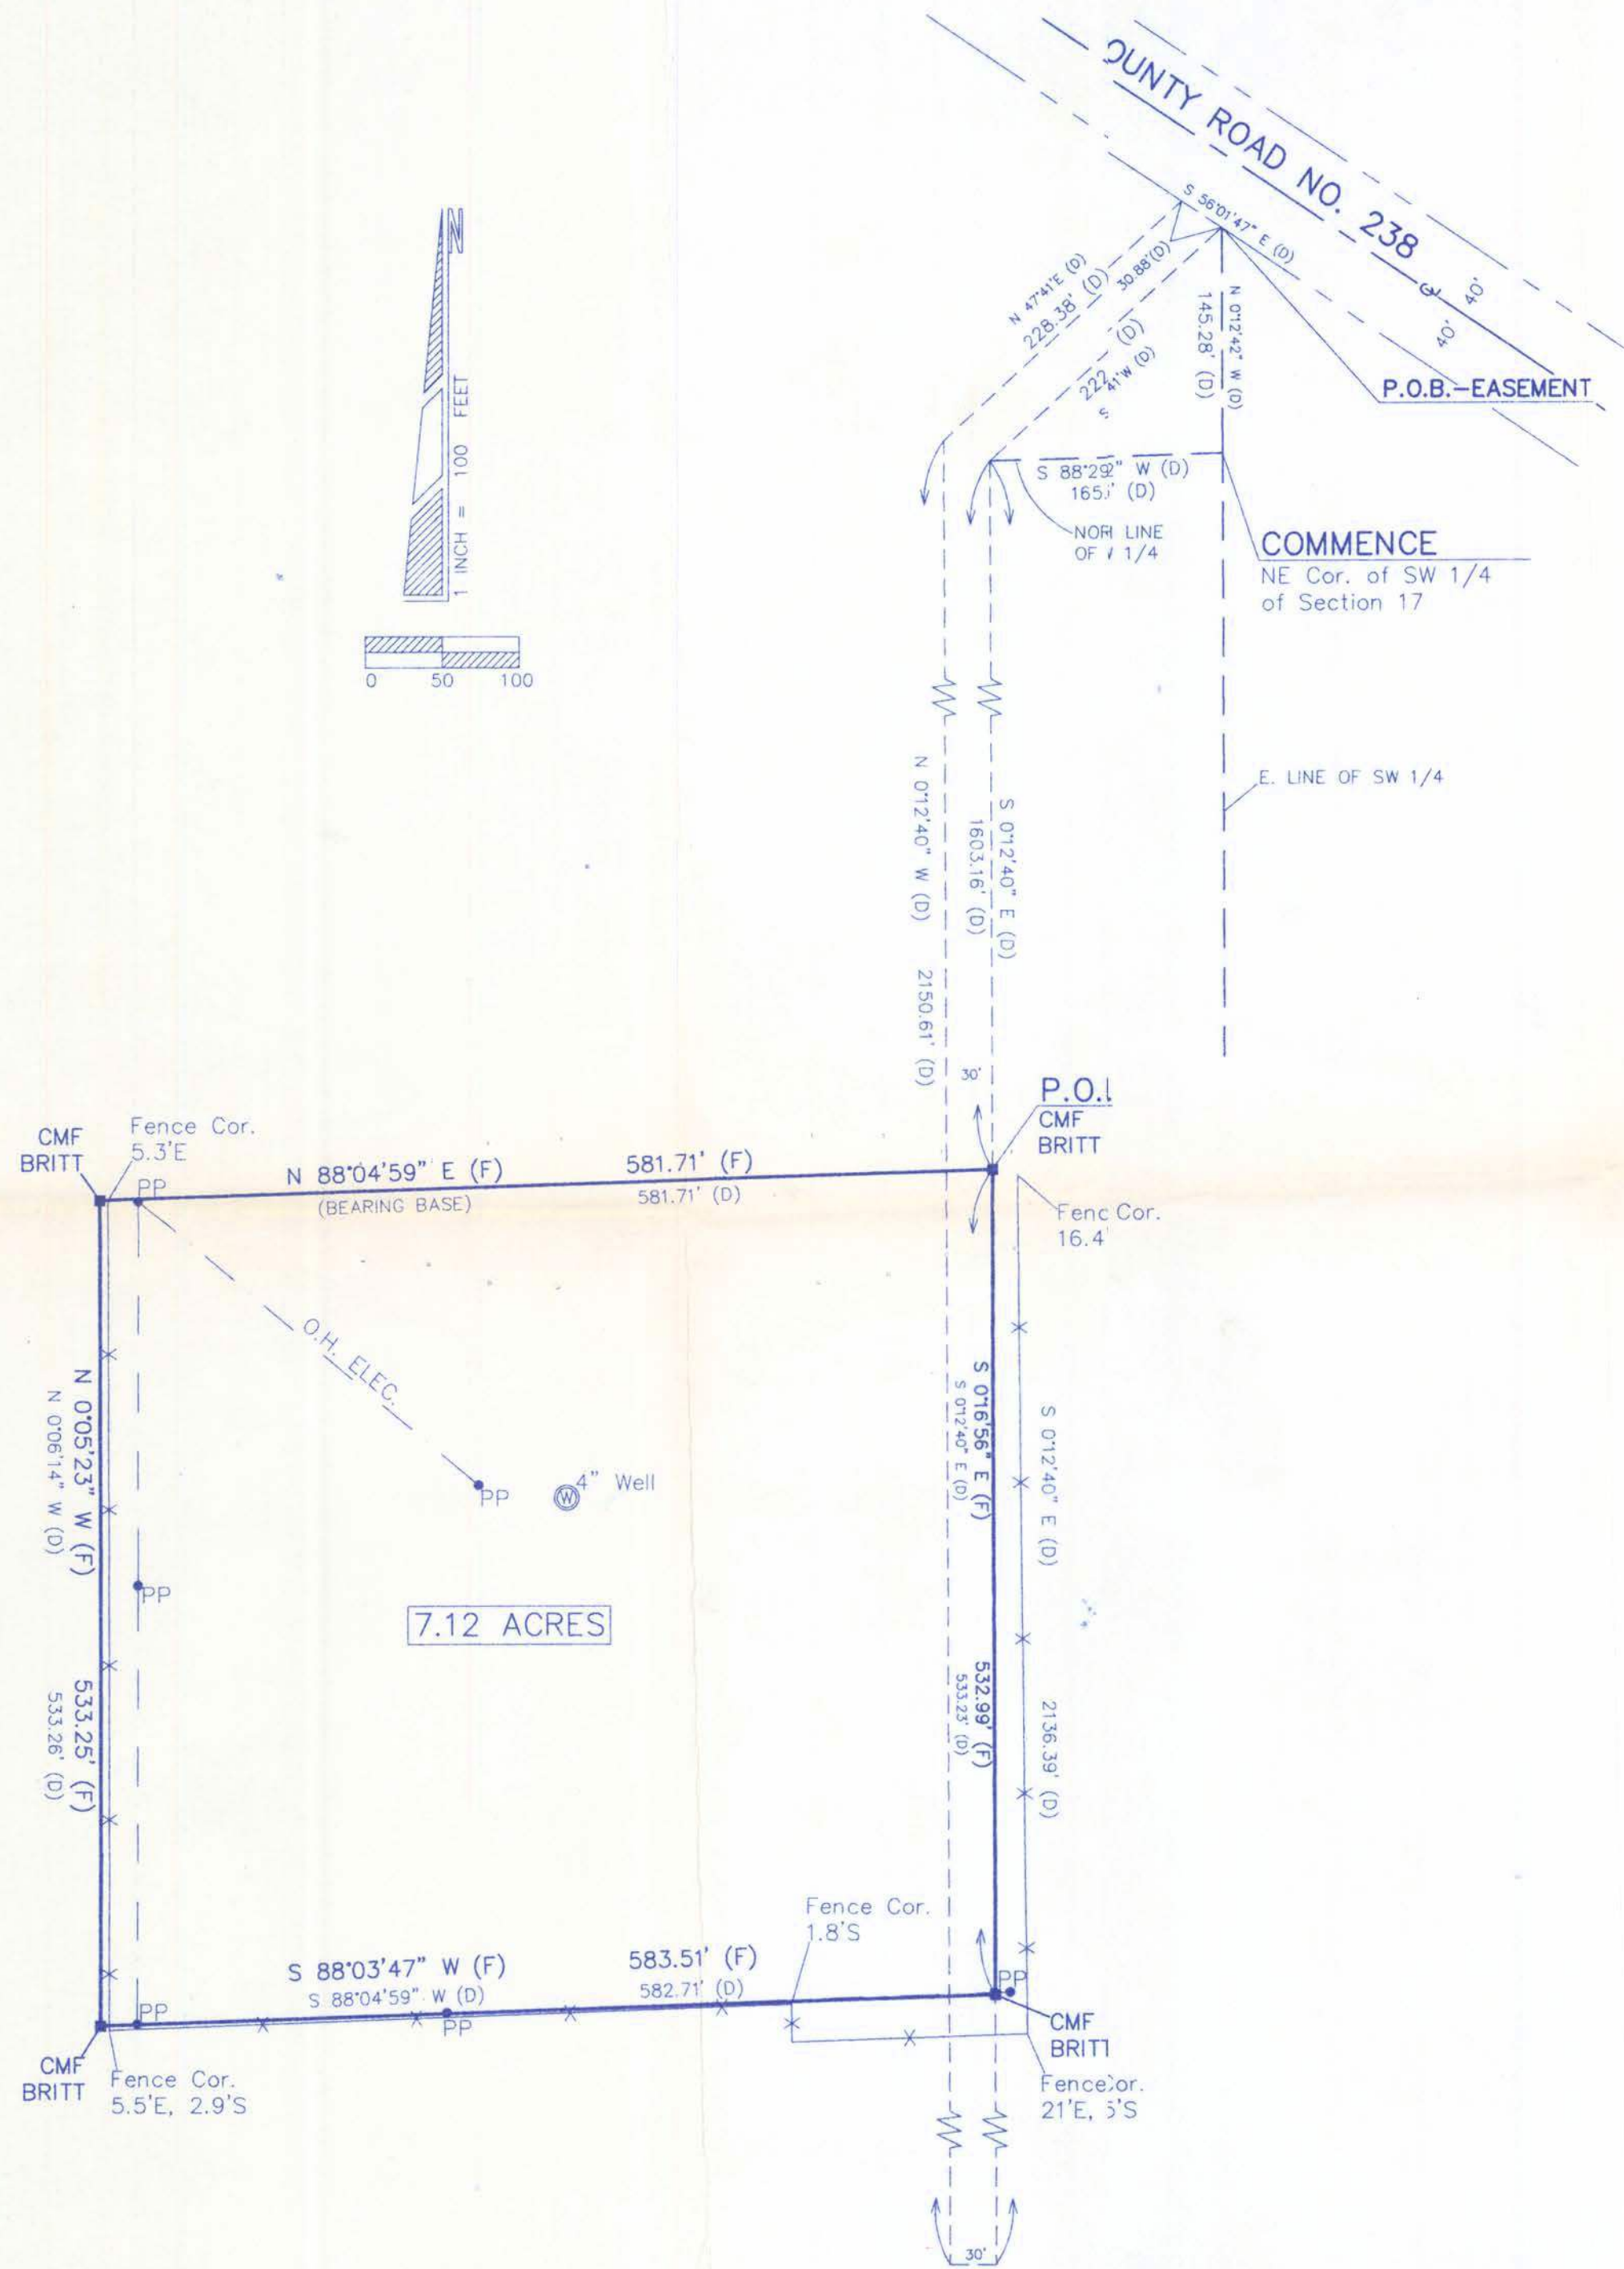 OUNTY ROAD NO. 238
40'
40'
S 56°01'47" E (D)
30.88'(D)
N 47°41'E (D)
228.38' (D)
222 (D)
S 41'W (D)
N 0°12'42" W (D)
145.28' (D)
P.O.B.-EASEMENT
S 88°29 2" W (D)
165. ' (D)
LINE
OF 1/4
COMMENCE
NE Cor. of SW 1/4
of Section 17
N
1 INCH = 100 FEET
0 50 100
E. LINE OF SW 1/4
N 0°12'40" W (D) 2150.61' (D)
S 0°12'40" E (D)
1603.16' (D)
30'
P.O.
CMF
BRITT
CMF
BRITT
Fence Cor.
5.3'E
PP
N 88°04'59" E (F) 581.71' (F)
(BEARING BASE) 581.71' (D)
Fenc Cor.
16.4'
O.H. ELEC.
PP
W
4" Well
PP
7.12 ACRES
N 0°05'23" W (F) 533.25' (F)
N 0°06'14" W (D) 533.26' (D)
S 0°16'56" E (F) 532.99' (F)
S 0°12'40" E (D) 533.23' (D)
S 0°12'40" E (D) 2136.39' (D)
Fence Cor.
1.8'S
S 88°03'47" W (F) 583.51' (F)
S 88°04'59" W (D) 582.71' (D)
PP
PP
PP
CMF
BRITT
CMF
BRITT
Fence Cor.
5.5'E, 2.9'S
Fence or.
21'E, 5'S
30'